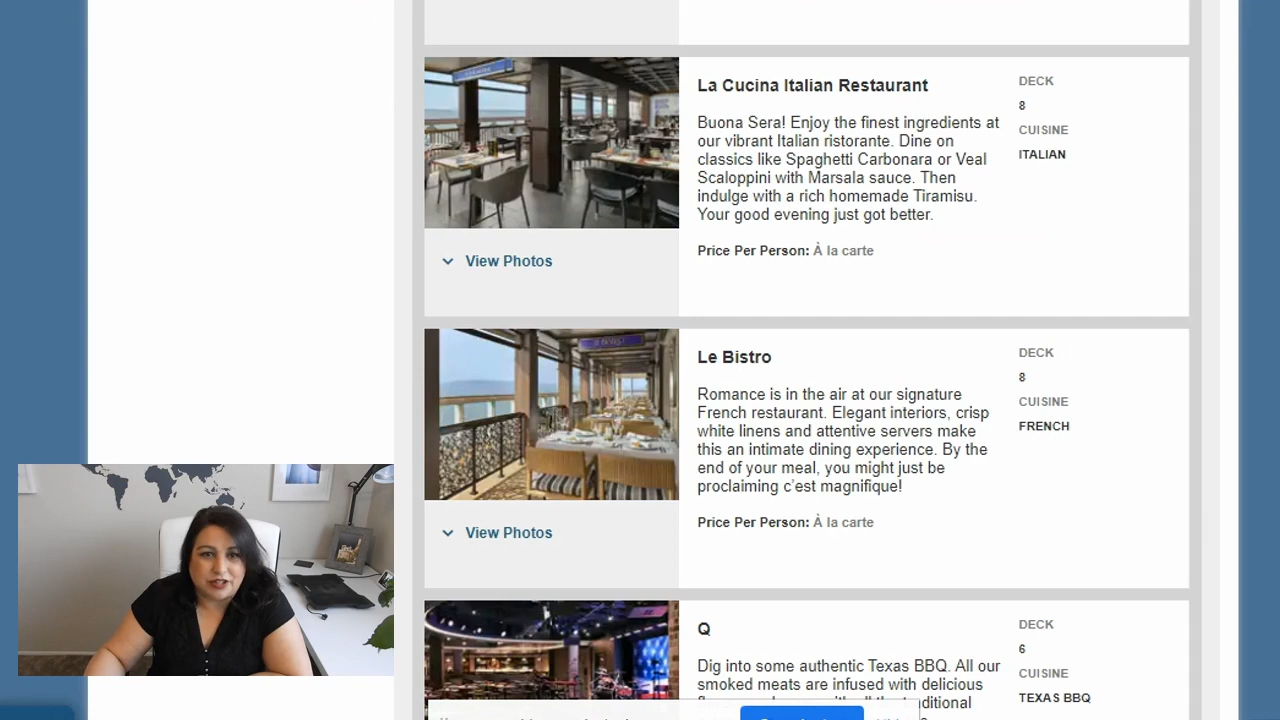 La Cucina Italian Restaurant
Buona Sera! Enjoy the finest ingredients at
our vibrant Italian ristorante. Dine on
classics like Spaghetti Carbonara or Veal
Scaloppini with Marsala sauce. Then
indulge with a rich homemade Tiramisu.
Your good evening just got better.
Price Per Person: À la carte
DECK
8
CUISINE
ITALIAN
View Photos
Le Bistro
Romance is in the air at our signature
French restaurant. Elegant interiors, crisp
white linens and attentive servers make
this an intimate dining experience. By the
end of your meal, you might just be
proclaiming c'est magnifique!
Price Per Person: À la carte
DECK
8
CUISINE
FRENCH
View Photos
Q
Dig into some authentic Texas BBQ. All our
smoked meats are infused with delicious
DECK
6
CUISINE
TEXAS BBQ